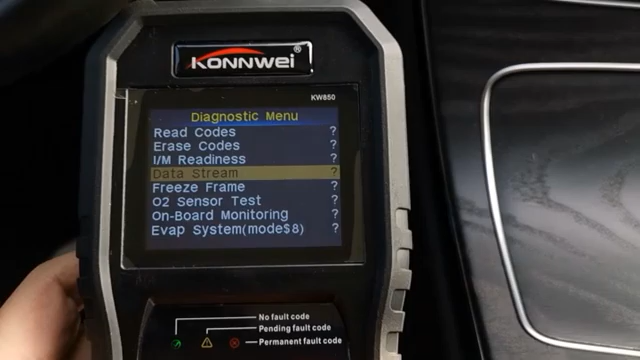 KONNWEI®
KW850
Diagnostic Menu
Read Codes ?
Erase Codes ?
I/M Readiness ?
Data Stream ?
Freeze Frame ?
O2 Sensor Test ?
On-Board Monitoring ?
Evap System(mode$8) ?
No fault code
Pending fault code
Permanent fault code